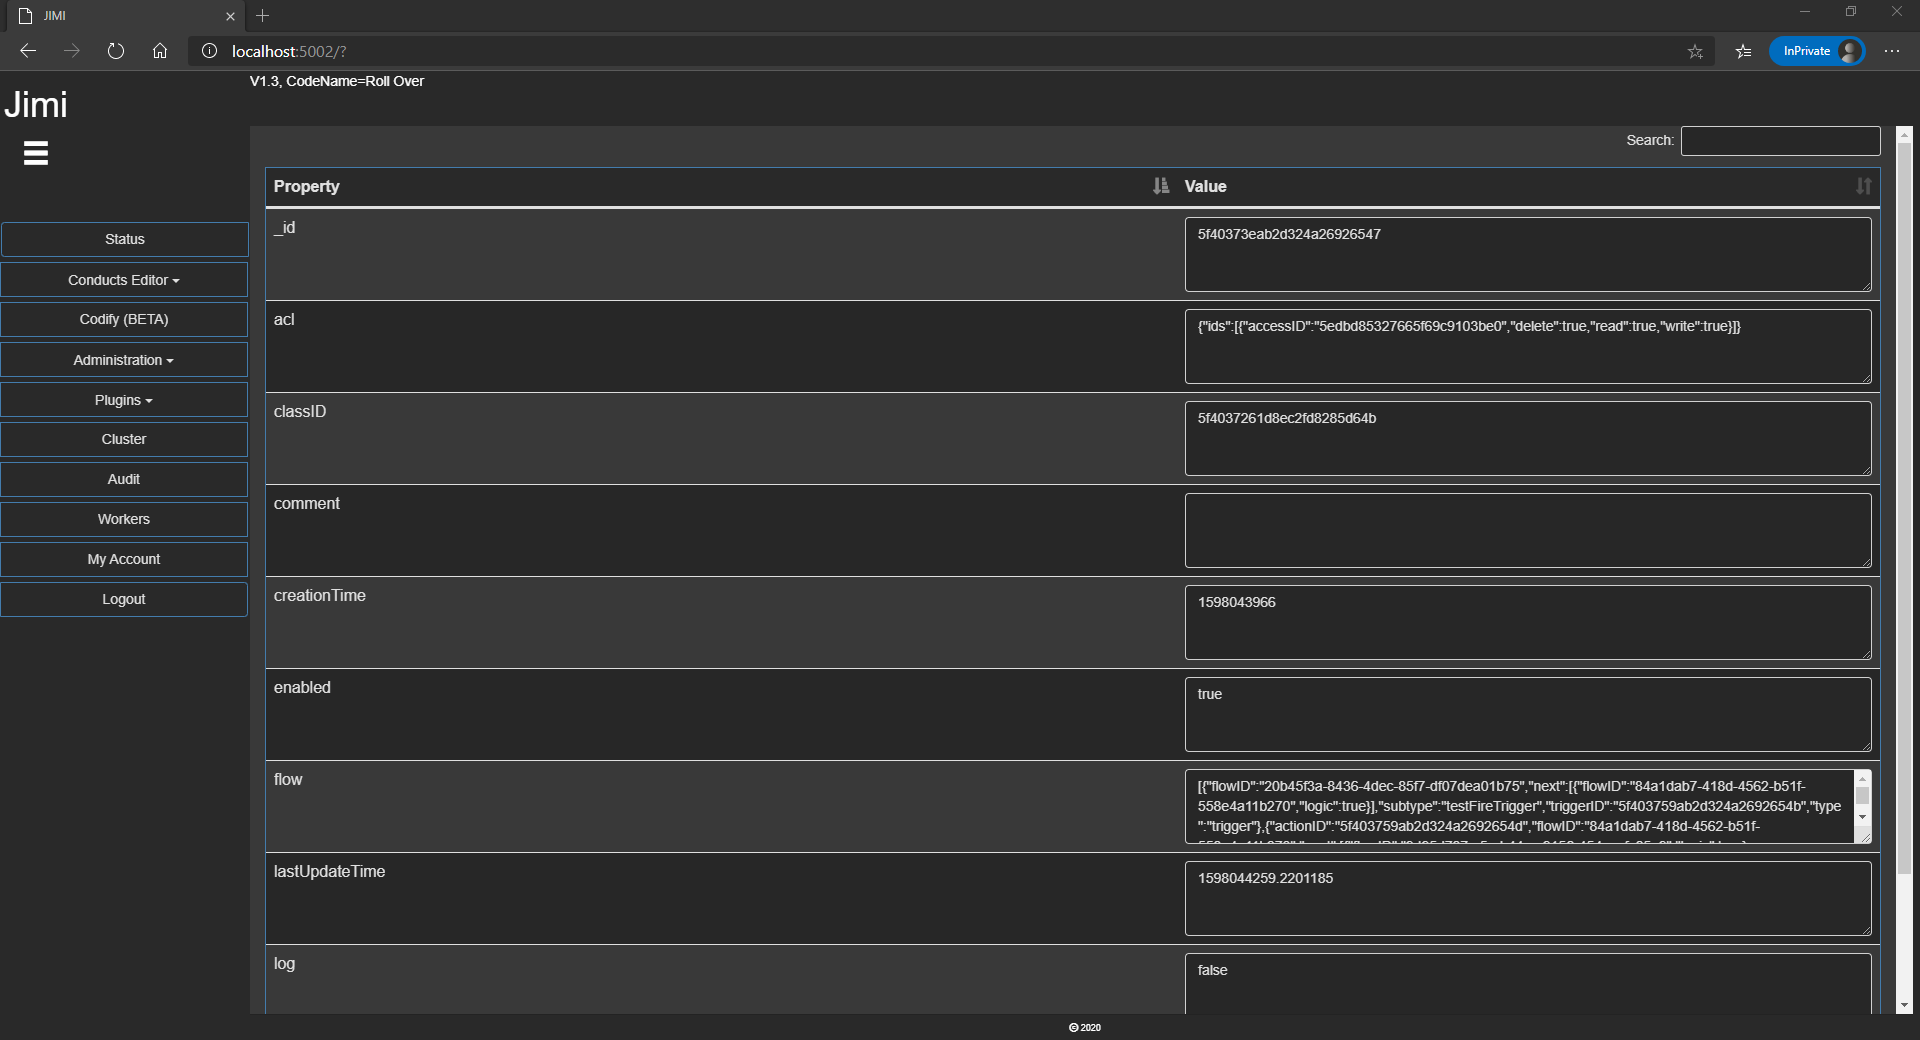 JIMI
localhost:5002/?
InPrivate
V1.3, CodeName=Roll Over
Jimi
Status
Conducts Editor
Codify (BETA)
Administration
Plugins
Cluster
Audit
Workers
My Account
Logout
Search:
Property Value
_id 5f40373eab2d324a26926547
acl {"ids":[{"accessID":"5edbd85327665f69c9103be0","delete":true,"read":true,"write":true}]}
classID 5f4037261d8ec2fd8285d64b
comment
creationTime 1598043966
enabled true
flow [{"flowID":"20b45f3a-8436-4dec-85f7-df07dea01b75","next":[{"flowID":"84a1dab7-418d-4562-b51f-
558e4a11b270","logic":true}],"subtype":"testFireTrigger","triggerID":"5f403759ab2d324a2692654b","type
":"trigger"},{"actionID":"5f403759ab2d324a2692654d","flowID":"84a1dab7-418d-4562-b51f-
lastUpdateTime 1598044259.2201185
log false
© 2020